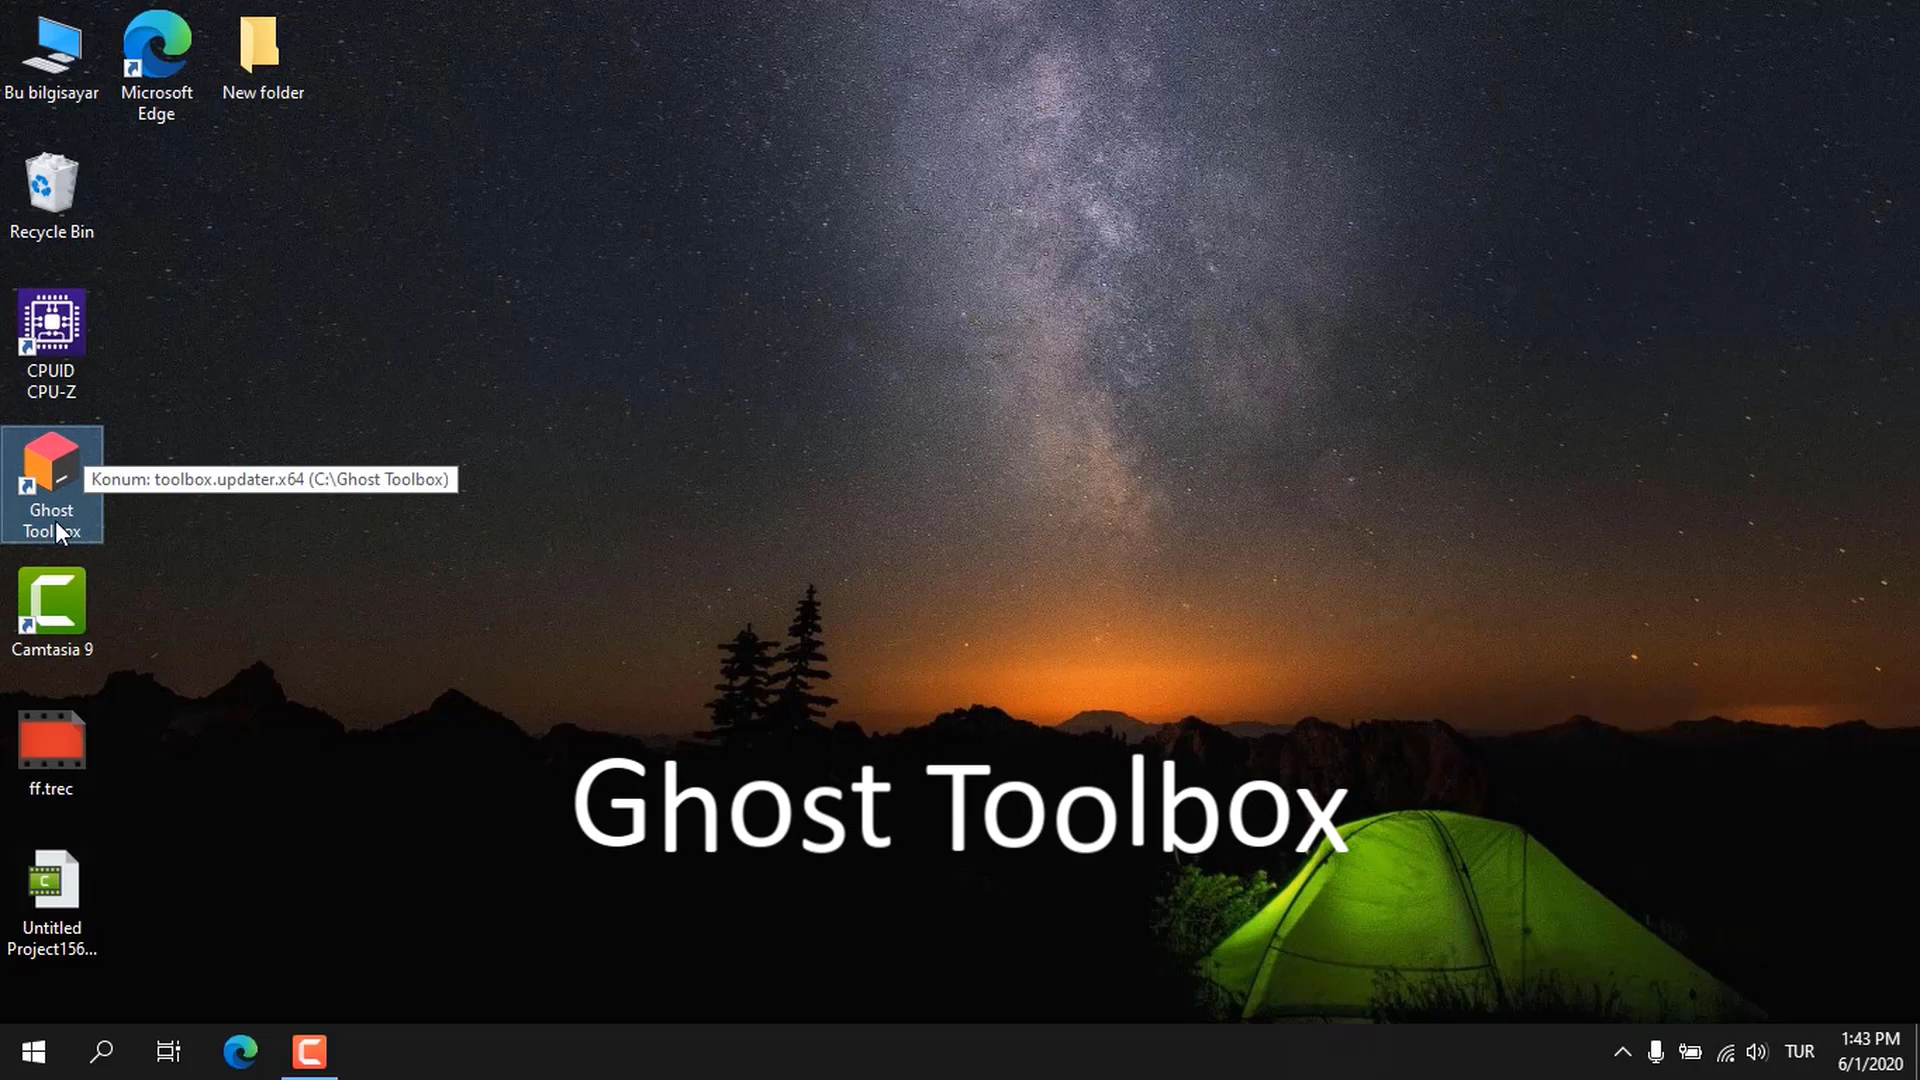 Bu bilgisayar
Microsoft
Edge
New folder
Recycle Bin
CPUID
CPU-Z
Konum: toolbox.updater.x64 (C:\Ghost Toolbox)
Ghost
Toolbox
Camtasia 9
ff.trec
Ghost Toolbox
Untitled
Project156...
TUR
1:43 PM
6/1/2020